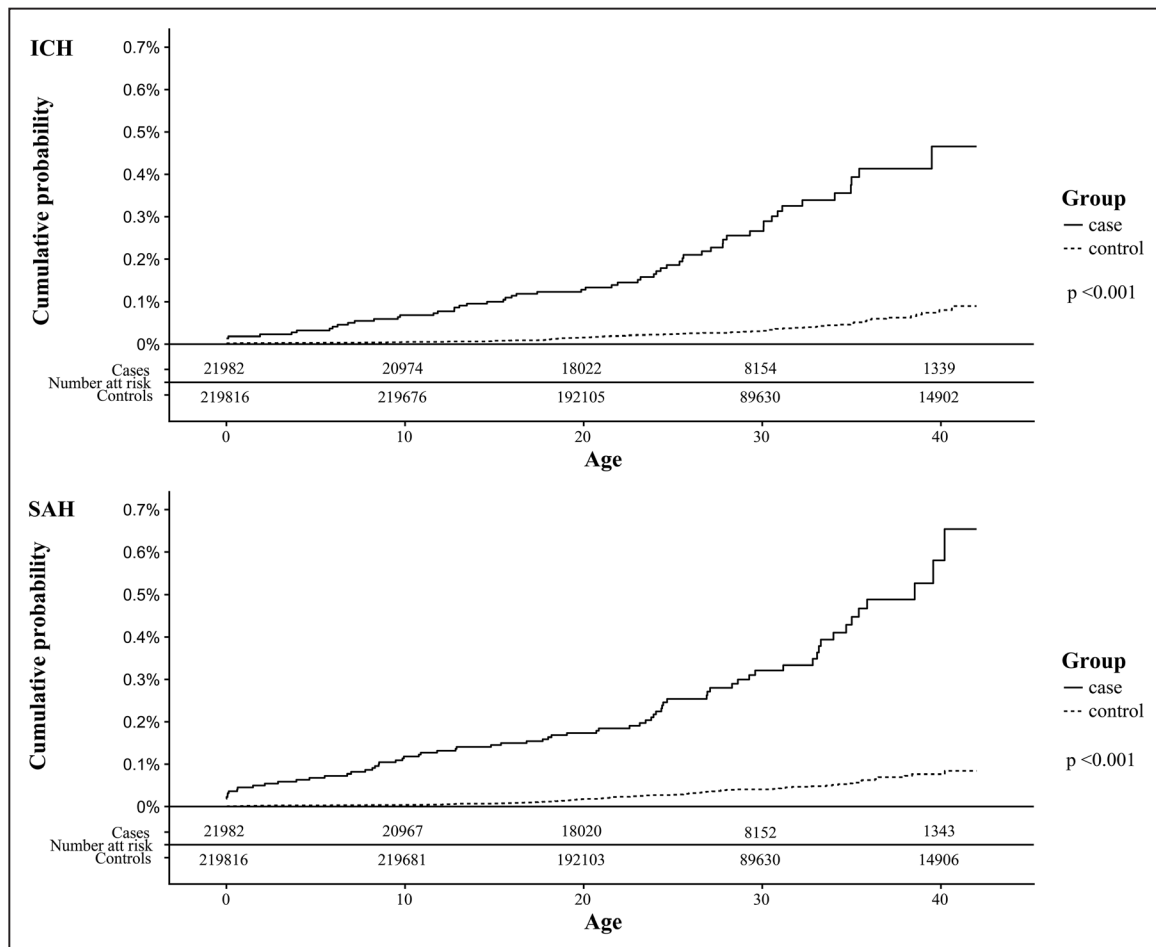 ICH
Cumulative probability
0.7%
0.6%
0.5%
0.4%
0.3%
0.2%
0.1%
0%
Group
case
control
p <0.001
Cases 21982 20974 18022 8154 1339
Number att risk
Controls 219816 219676 192105 89630 14902
0 10 20 30 40
Age
SAH
Cumulative probability
0.7%
0.6%
0.5%
0.4%
0.3%
0.2%
0.1%
0%
Group
case
control
p <0.001
Cases 21982 20967 18020 8152 1343
Number att risk
Controls 219816 219681 192103 89630 14906
0 10 20 30 40
Age